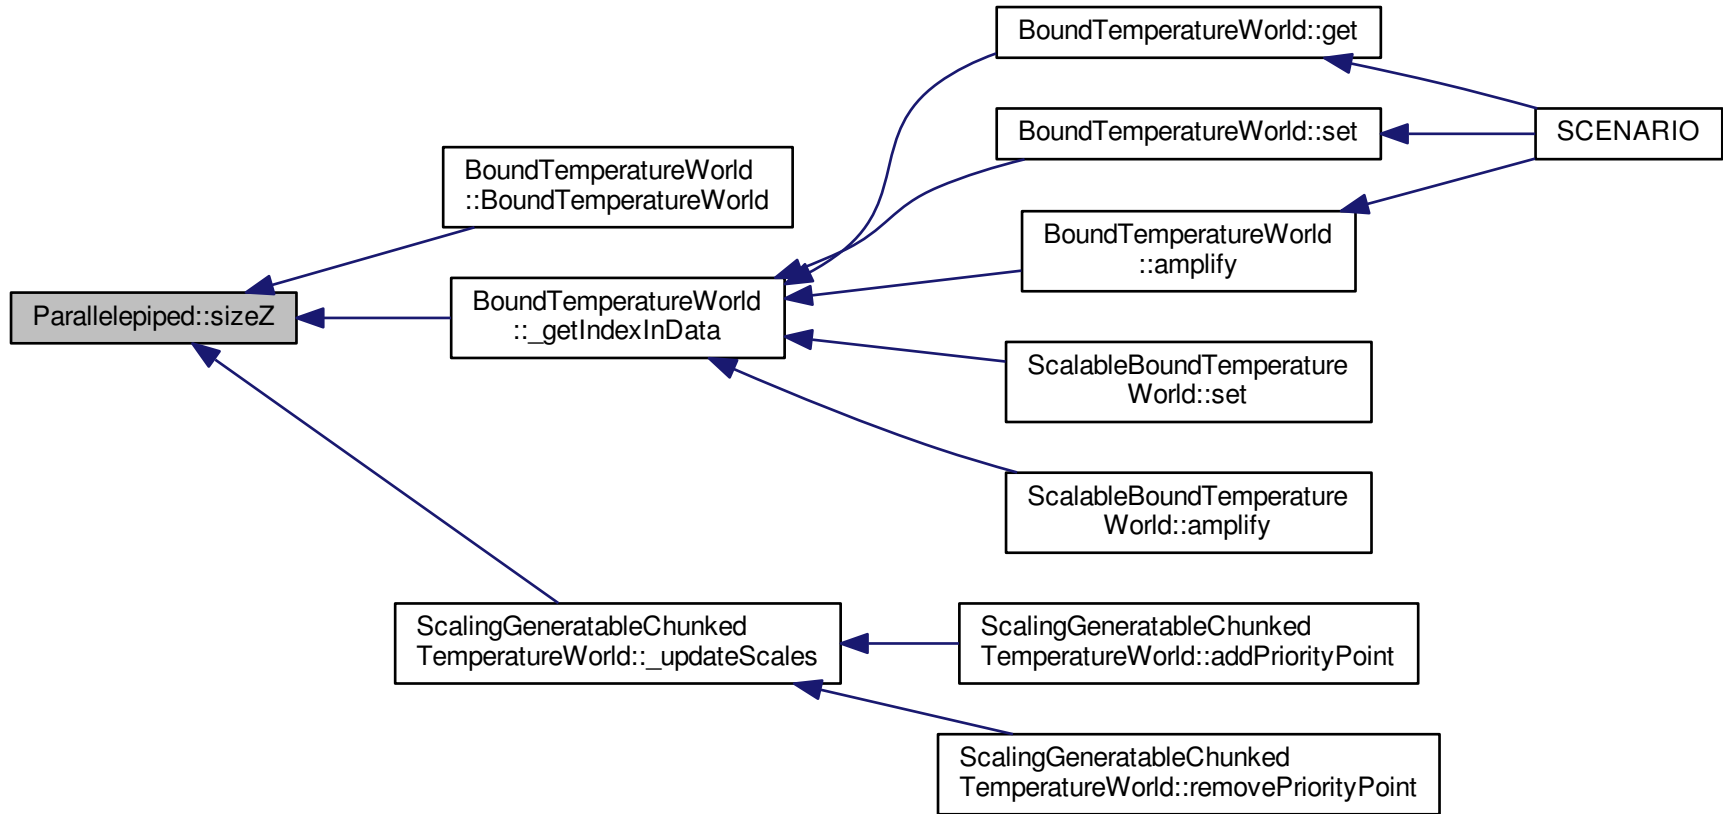 BoundTemperatureWorld::get
BoundTemperatureWorld::set
SCENARIO
BoundTemperatureWorld
::BoundTemperatureWorld
BoundTemperatureWorld
::amplify
Parallelepiped::sizeZ
BoundTemperatureWorld
::_getIndexInData
ScalableBoundTemperature
World::set
ScalableBoundTemperature
World::amplify
ScalingGeneratableChunked
TemperatureWorld::_updateScales
ScalingGeneratableChunked
TemperatureWorld::addPriorityPoint
ScalingGeneratableChunked
TemperatureWorld::removePriorityPoint